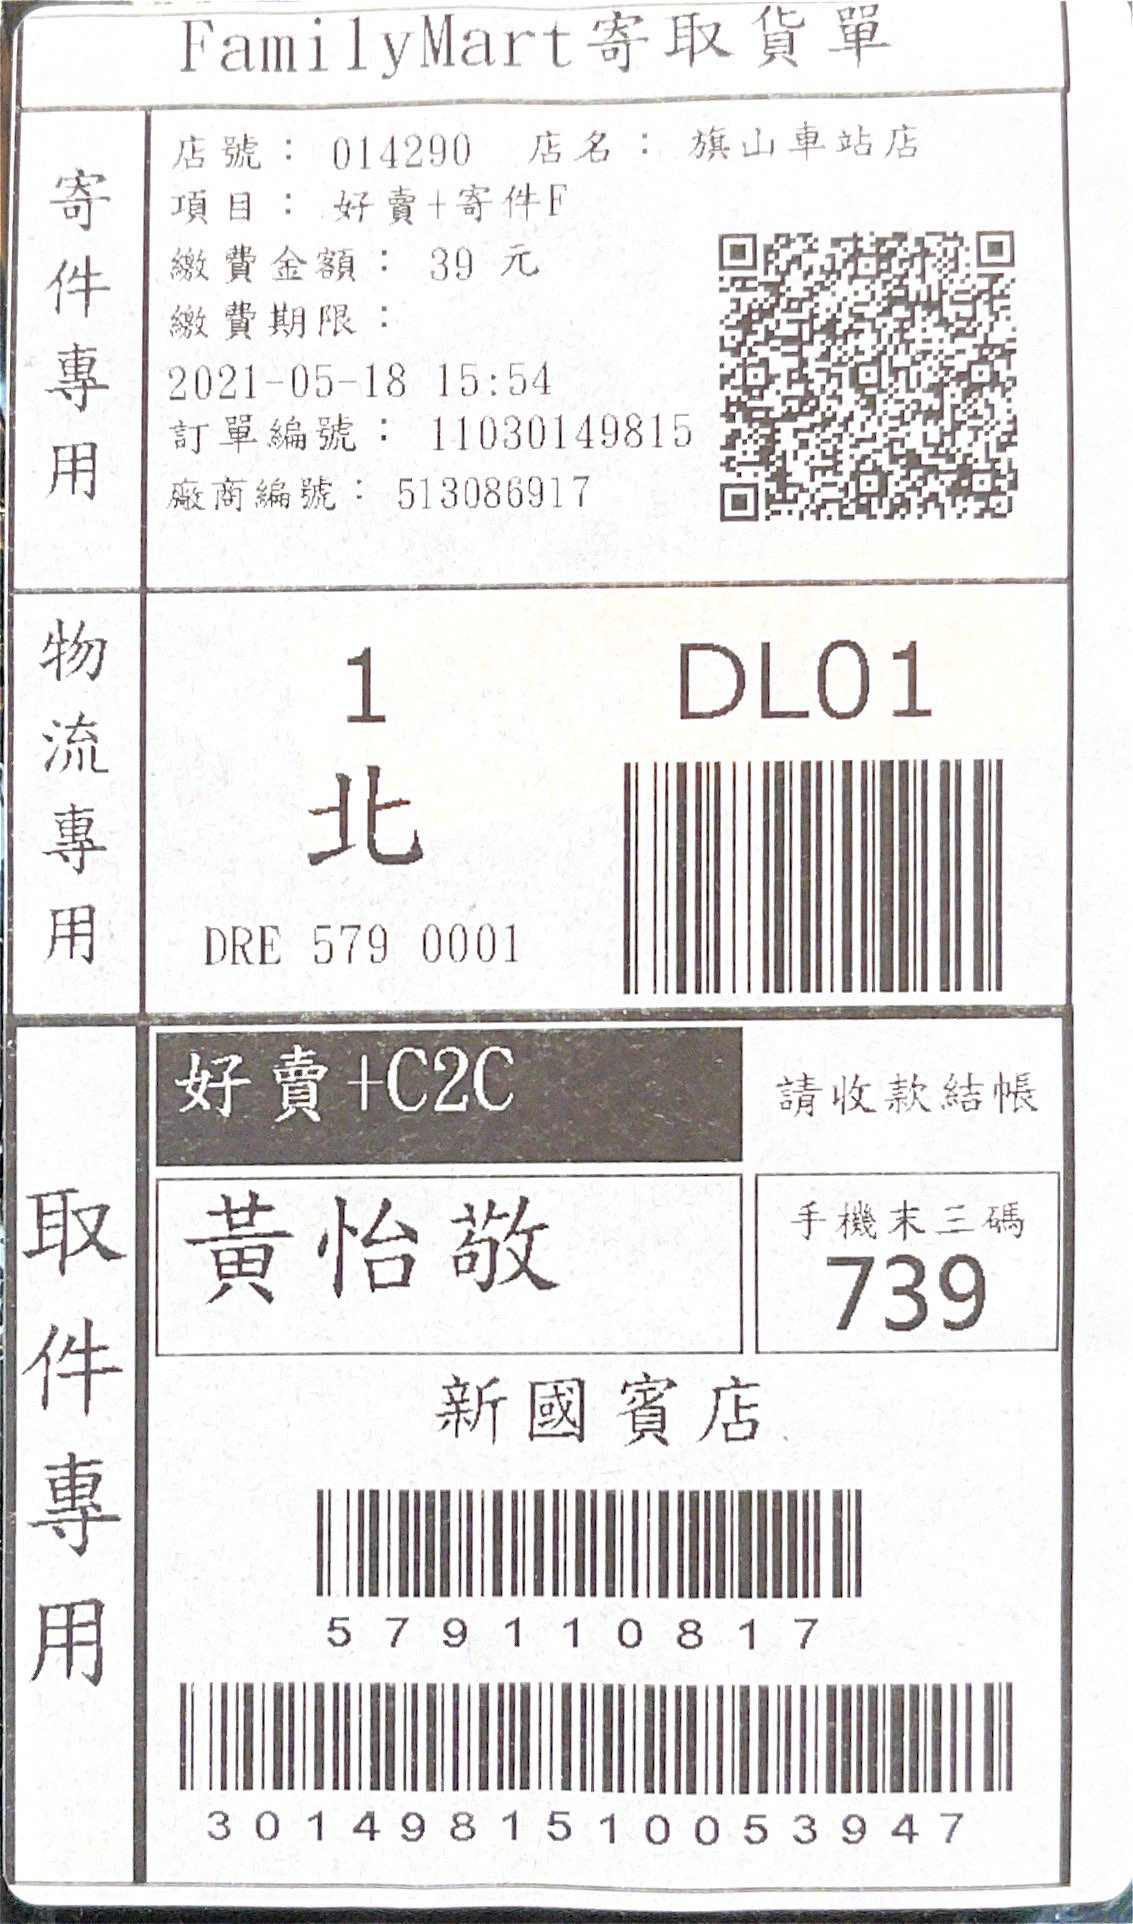 FamilyMart寄取貨單
寄件專用
店號： 014290 店名： 旗山車站店
項目： 好賣+寄件F
繳費金額： 39 元
繳費期限：
2021-05-18 15:54
訂單編號： 11030149815
廠商編號： 513086917
物流專用
1
北
DRE 579 0001
DL01
取件專用
好賣+C2C
請收款結帳
黃怡敬
手機末三碼
739
新國賓店
579110817
3014981510053947